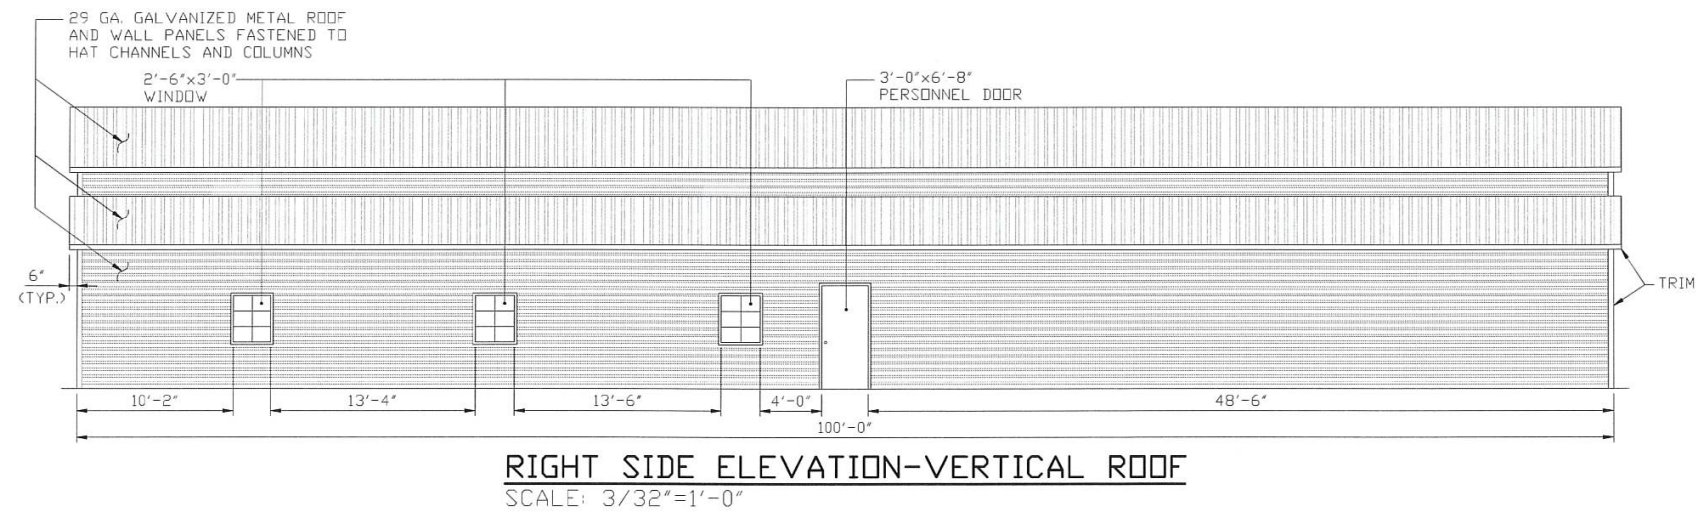 29 GA. GALVANIZED METAL ROOF
AND WALL PANELS FASTENED TO
HAT CHANNELS AND COLUMNS
2'-6"x3'-0"
WINDOW
3'-0"x6'-8"
PERSONNEL DOOR
6"
(TYP.)
TRIM
10'-2"
13'-4"
13'-6"
4'-0"
48'-6"
100'-0"
RIGHT SIDE ELEVATION-VERTICAL ROOF
SCALE: 3/32"=1'-0"